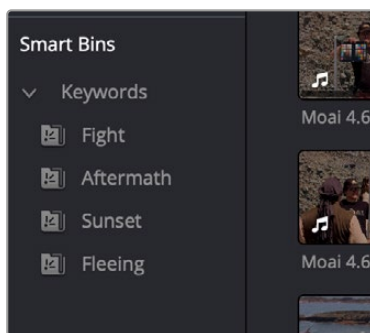 Smart Bins
Keywords
Fight
Aftermath
Sunset
Fleeing
Moai 4.6
Moai 4.6